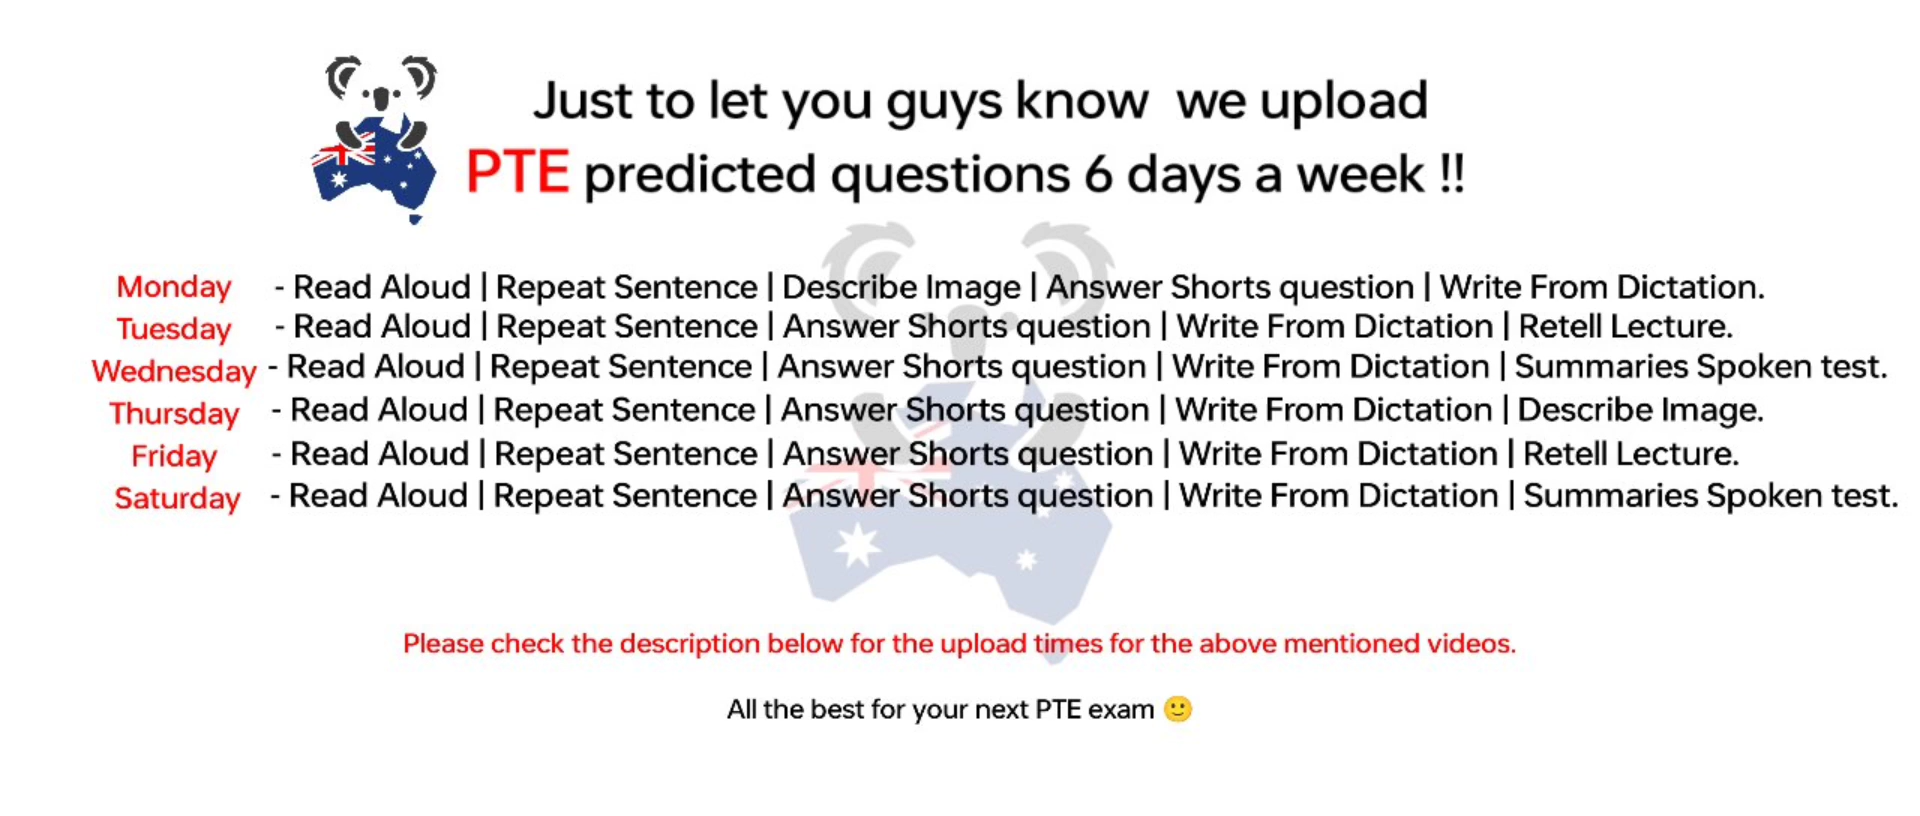 Just to let you guys know we upload
PTE predicted questions 6 days a week !!
Monday - Read Aloud | Repeat Sentence | Describe Image | Answer Shorts question | Write From Dictation.
Tuesday - Read Aloud | Repeat Sentence | Answer Shorts question | Write From Dictation | Retell Lecture.
Wednesday - Read Aloud | Repeat Sentence | Answer Shorts question | Write From Dictation | Summaries Spoken test.
Thursday - Read Aloud | Repeat Sentence | Answer Shorts question | Write From Dictation | Describe Image.
Friday - Read Aloud | Repeat Sentence | Answer Shorts question | Write From Dictation | Retell Lecture.
Saturday - Read Aloud | Repeat Sentence | Answer Shorts question | Write From Dictation | Summaries Spoken test.
Please check the description below for the upload times for the above mentioned videos.
All the best for your next PTE exam 🙂